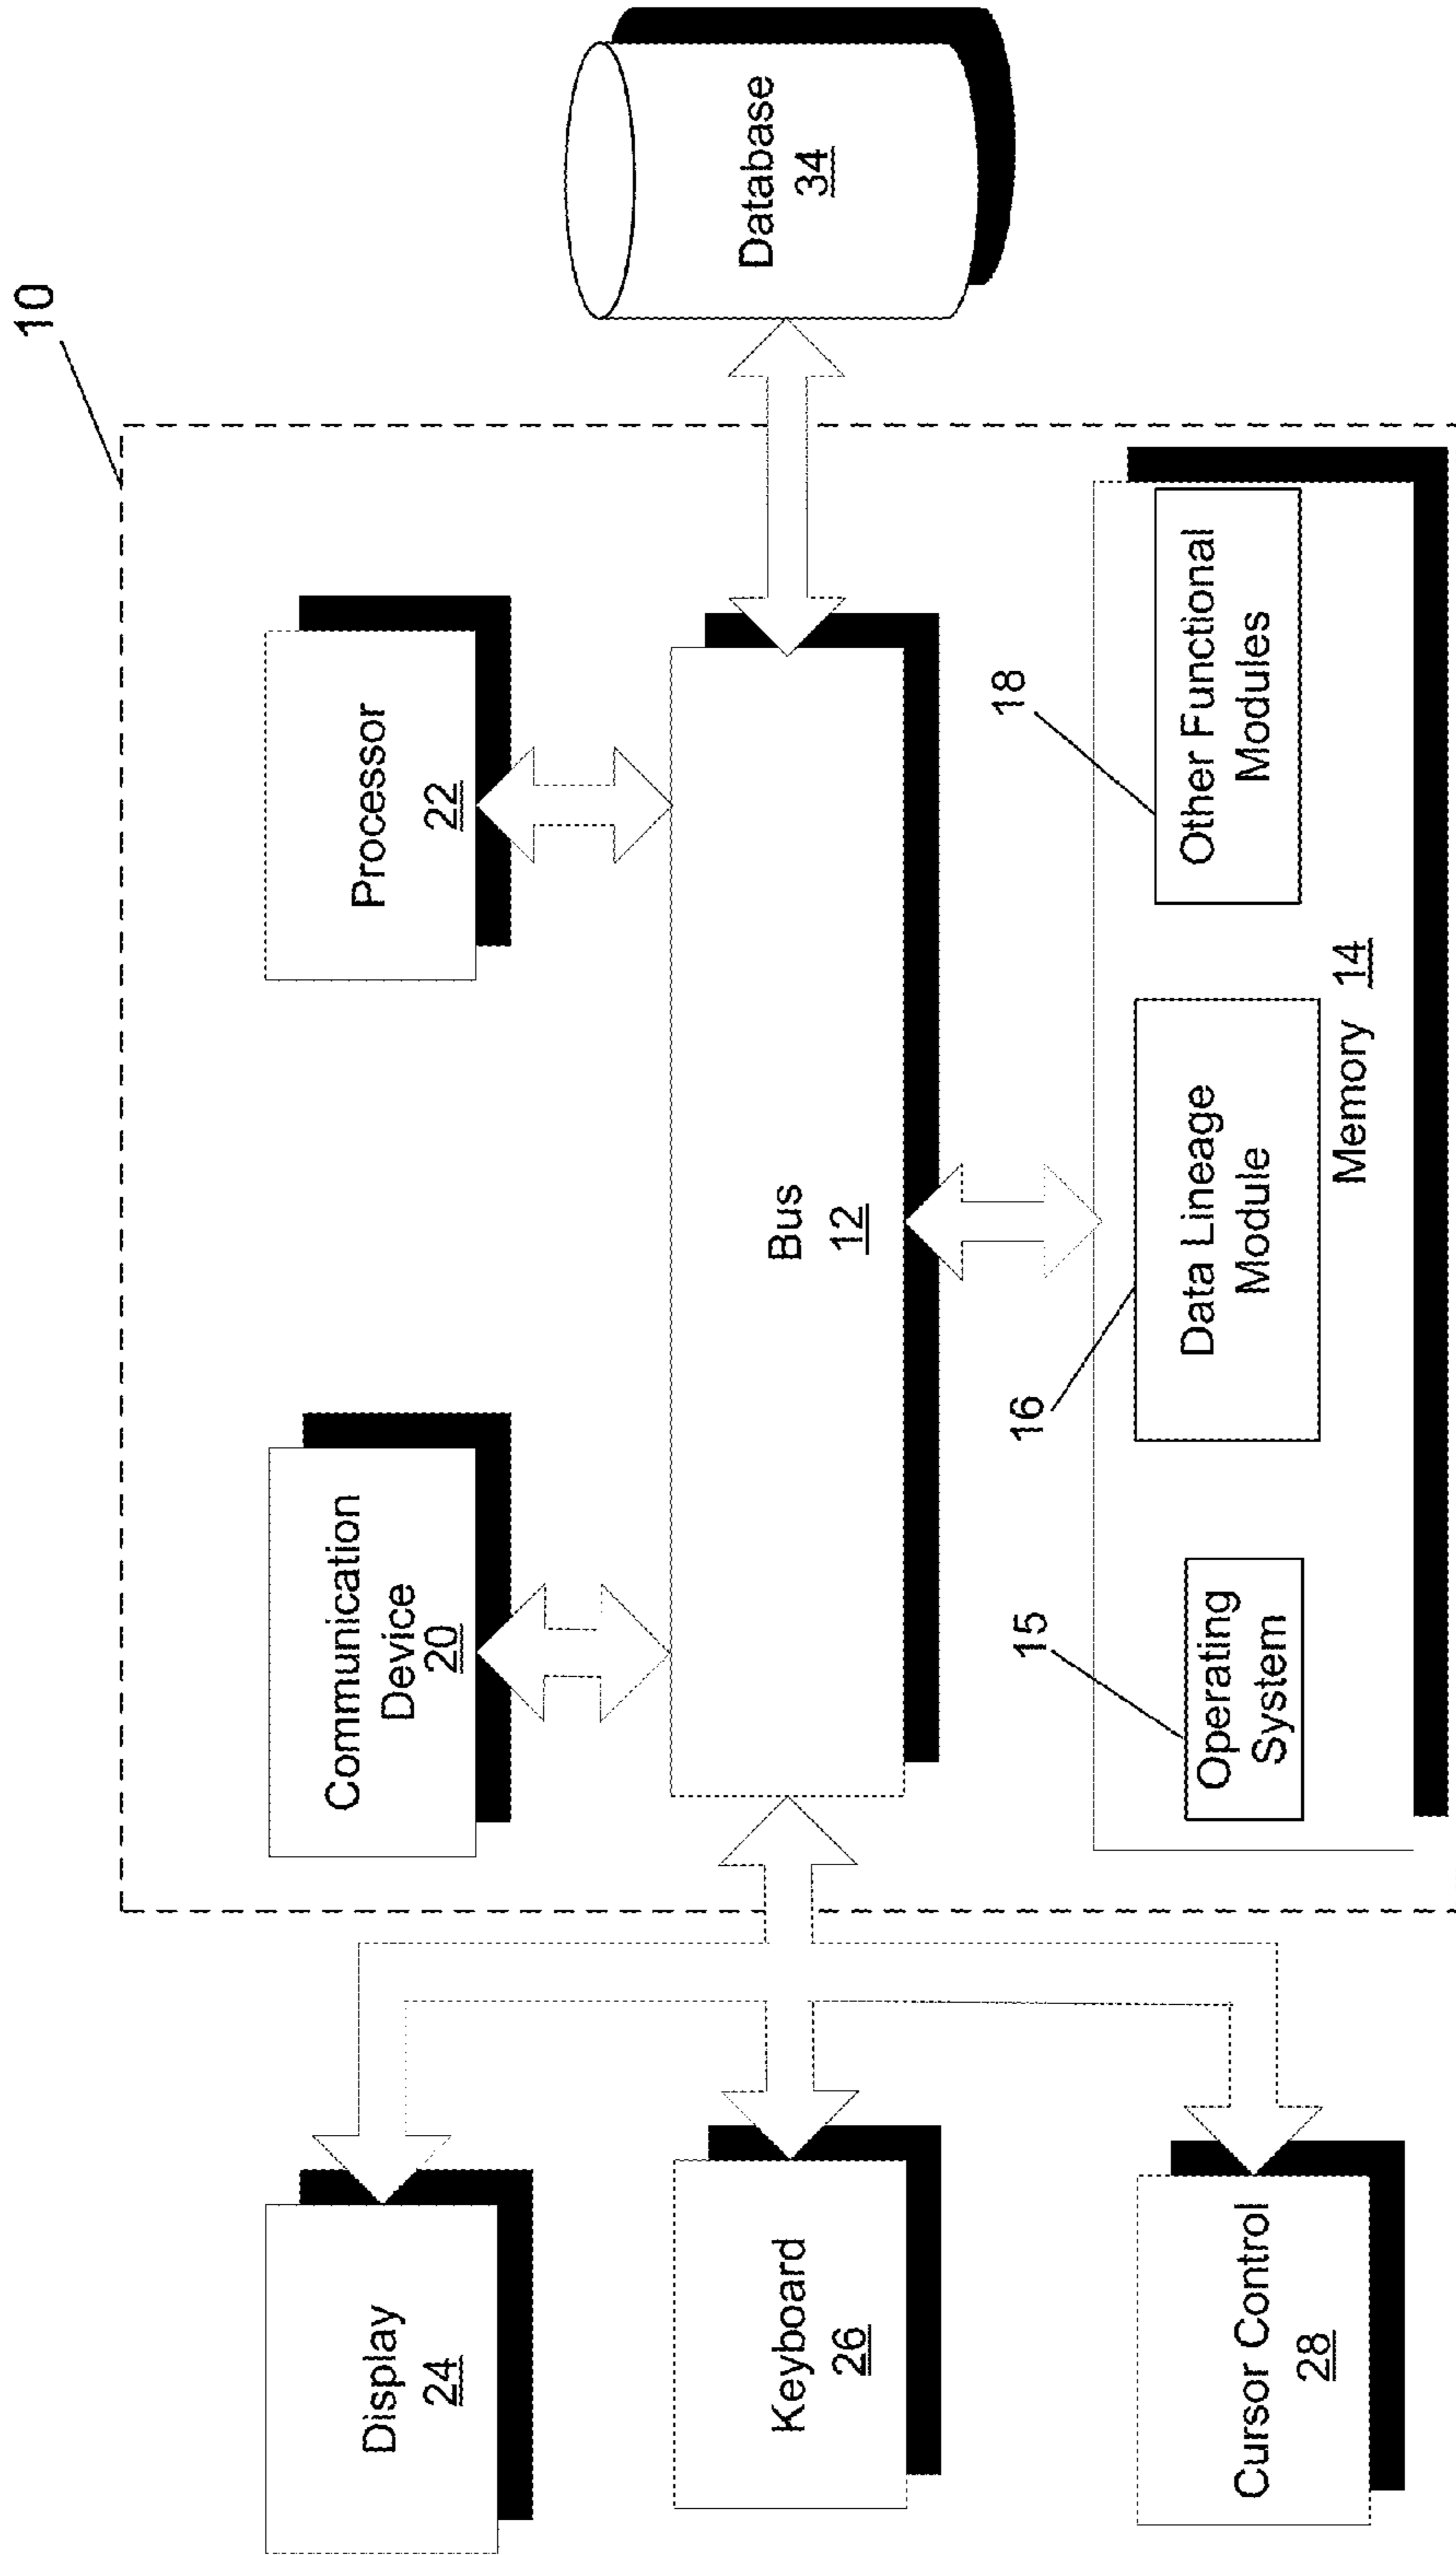 10
Communication
Device
20
Processor
22
Display
24
Keyboard
26
Cursor Control
28
Bus
12
Database
34
15
16
18
Operating
System
Data Lineage
Module
Other Functional
Modules
Memory 14